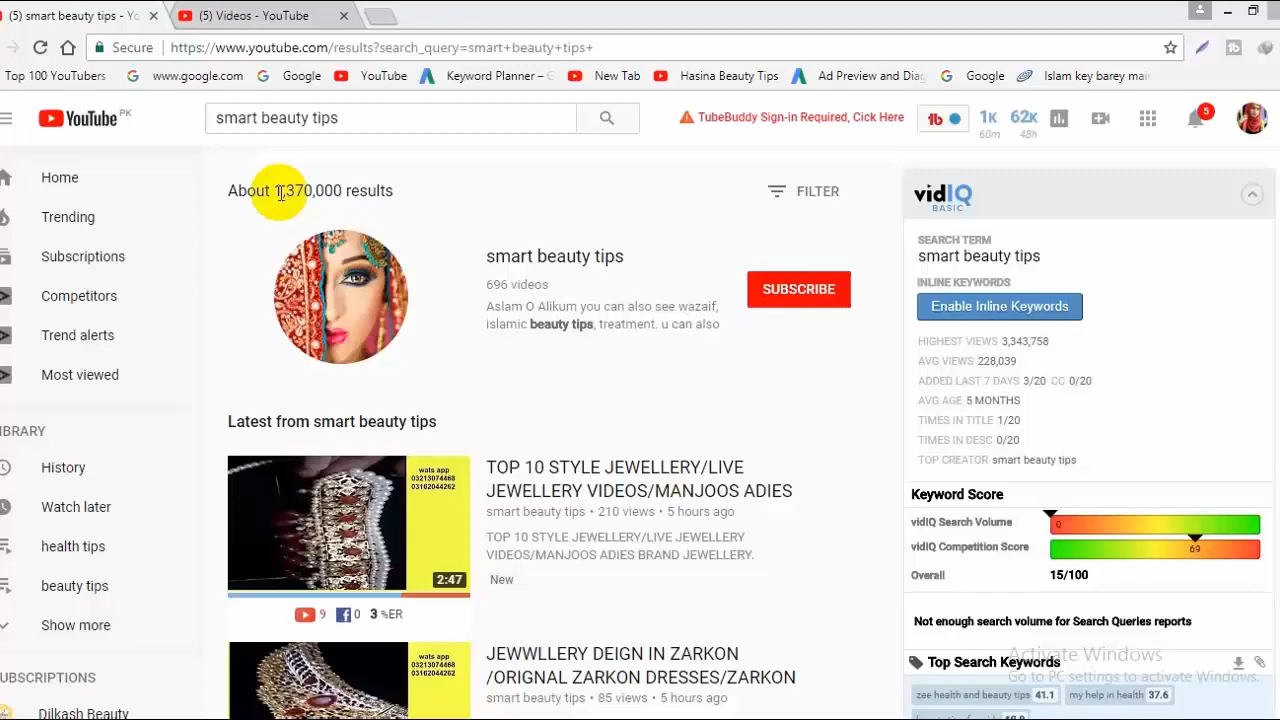 (5) smart beauty tips - Yo
(5) Videos - YouTube
Secure https://www.youtube.com/results?search_query=smart+beauty+tips+
Top 100 YouTubers www.google.com Google YouTube Keyword Planner – G New Tab Hasina Beauty Tips Ad Preview and Diag Google Islam key barey mai
YouTube PK
smart beauty tips
TubeBuddy Sign-in Required, Cick Here
1K 60m
62K 48h
5
Home
Trending
Subscriptions
Competitors
Trend alerts
Most viewed
IBRARY
History
Watch later
health tips
beauty tips
Show more
UBSCRIPTIONS
Dilkash Beauty
About 1,370,000 results
FILTER
smart beauty tips
696 videos
Aslam O Alikum you can also see wazaif,
islamic beauty tips, treatment. u can also
SUBSCRIBE
Latest from smart beauty tips
wats app
03213074468
03162044262
2:47
9 0 3 %ER
TOP 10 STYLE JEWELLERY/LIVE
JEWELLERY VIDEOS/MANJOOS ADIES
smart beauty tips • 210 views • 5 hours ago
TOP 10 STYLE JEWELLERY/LIVE JEWELLERY
VIDEOS/MANJOOS ADIES BRAND JEWELLERY.
New
wats app
03213074468
03162044262
JEWWLLERY DEIGN IN ZARKON
/ORIGNAL ZARKON DRESSES/ZARKON
smart beauty tips • 85 views • 5 hours ago
vidIQ
BASIC
SEARCH TERM
smart beauty tips
INLINE KEYWORDS
Enable Inline Keywords
HIGHEST VIEWS 3,343,758
AVG VIEWS 228,039
ADDED LAST 7 DAYS 3/20 CC 0/20
AVG AGE 5 MONTHS
TIMES IN TITLE 1/20
TIMES IN DESC 0/20
TOP CREATOR smart beauty tips
Keyword Score
vidIQ Search Volume 0
vidIQ Competition Score 69
Overall 15/100
Not enough search volume for Search Queries reports
Top Search Keywords
zee health and beauty tips 41.1 my help in health 37.6
Activate Windows
Go to PC settings to activate Windows.